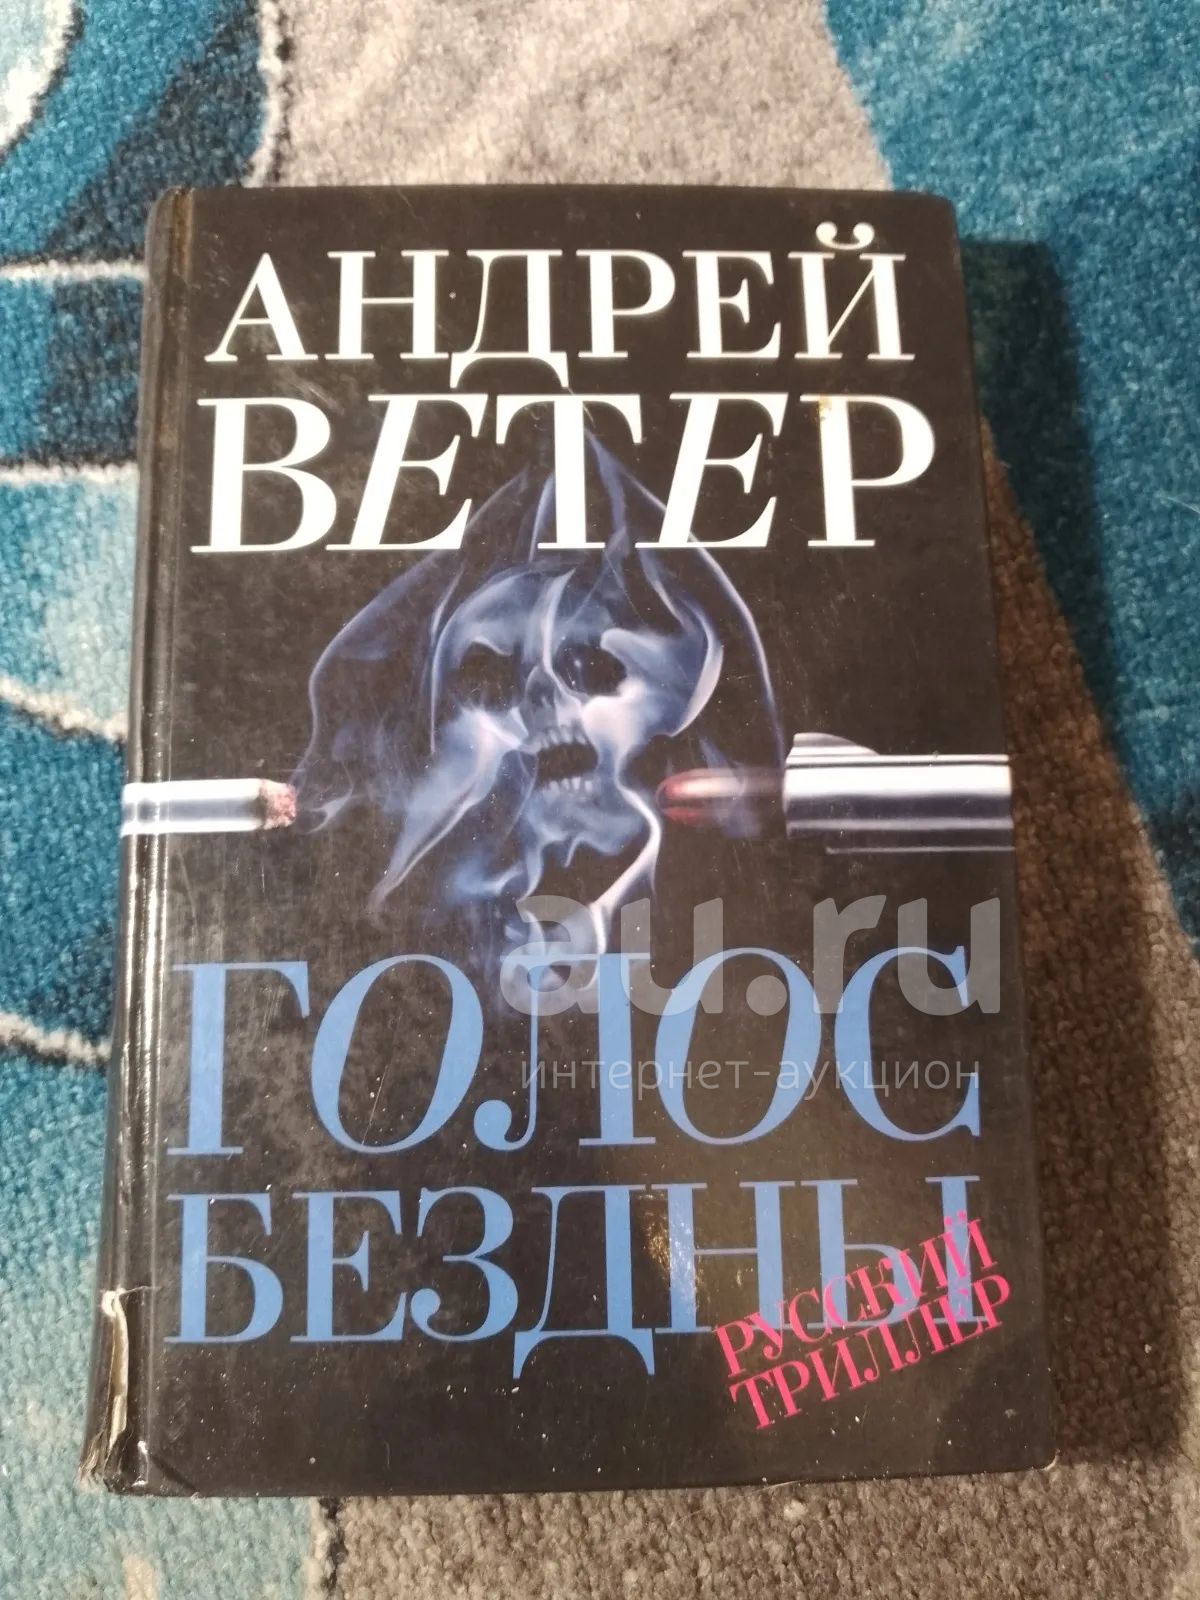 АНДРЕЙ
ВЕТЕР
au.ru
интернет-аукцион
ГОЛОС
БЕЗДНЫ
РУССКИЙ
ТРИЛЛЕР